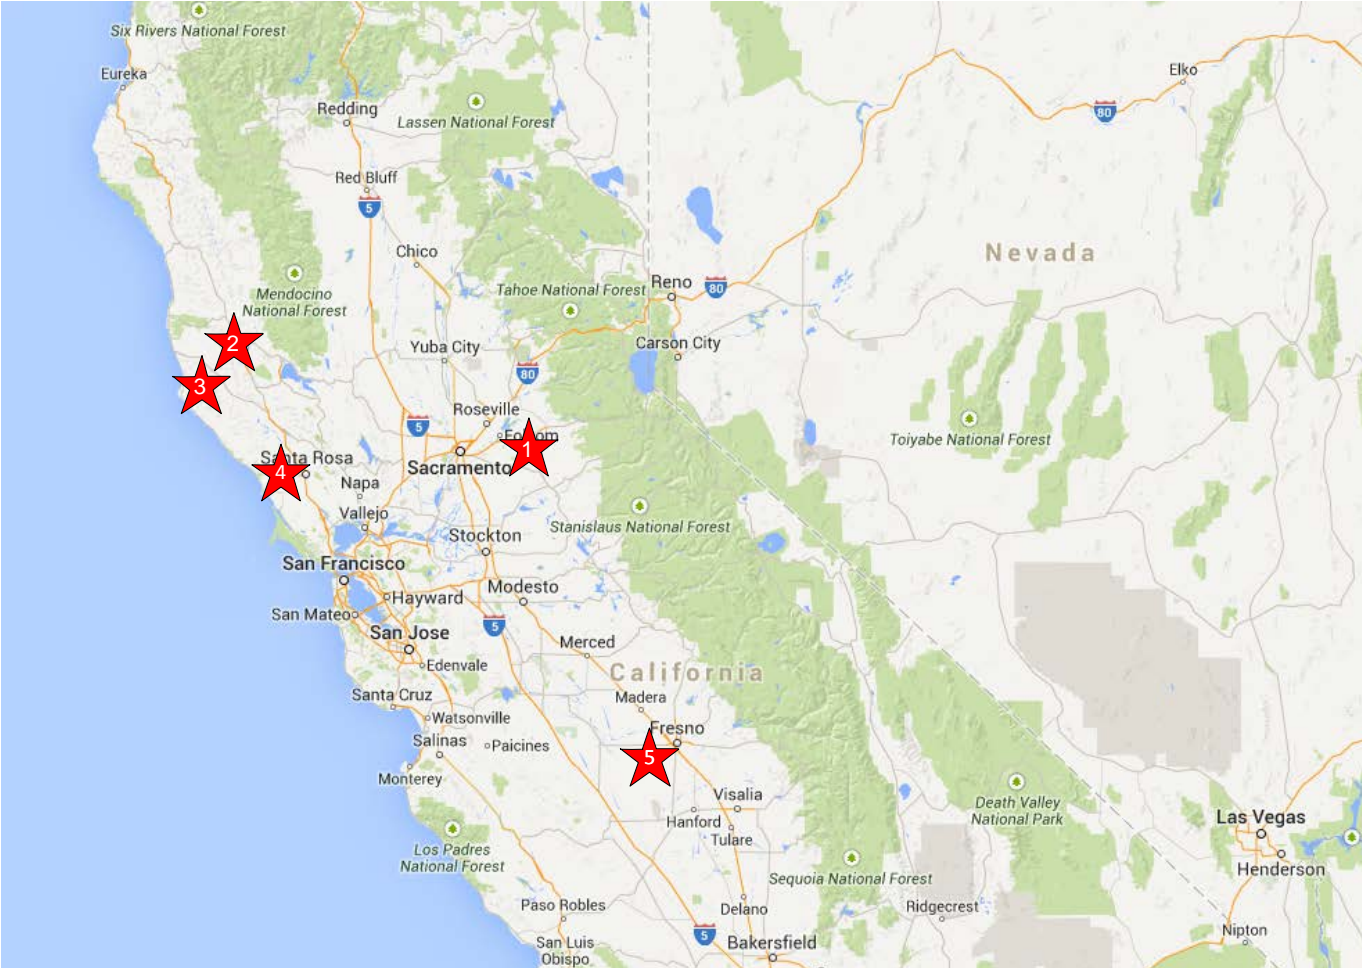 Six Rivers National Forest
Eureka
Redding
Lassen National Forest
Elko
80
Red Bluff
5
Chico
Nevada
Mendocino
National Forest
Tahoe National Forest
Reno
80
2
Yuba City
Carson City
3
80
Roseville
5
Folsom
1
Toiyabe National Forest
Santa Rosa
4
Sacramento
Napa
Vallejo
Stanislaus National Forest
Stockton
San Francisco
Modesto
Hayward
San Mateo
5
San Jose
Merced
Edenvale
California
Santa Cruz
Madera
Watsonville
Fresno
Salinas
Paicines
5
Monterey
Visalia
Death Valley
National Park
Hanford
Las Vegas
Tulare
Los Padres
National Forest
Henderson
Sequoia National Forest
Paso Robles
Delano
Ridgecrest
5
Nipton
San Luis
Obispo
Bakersfield